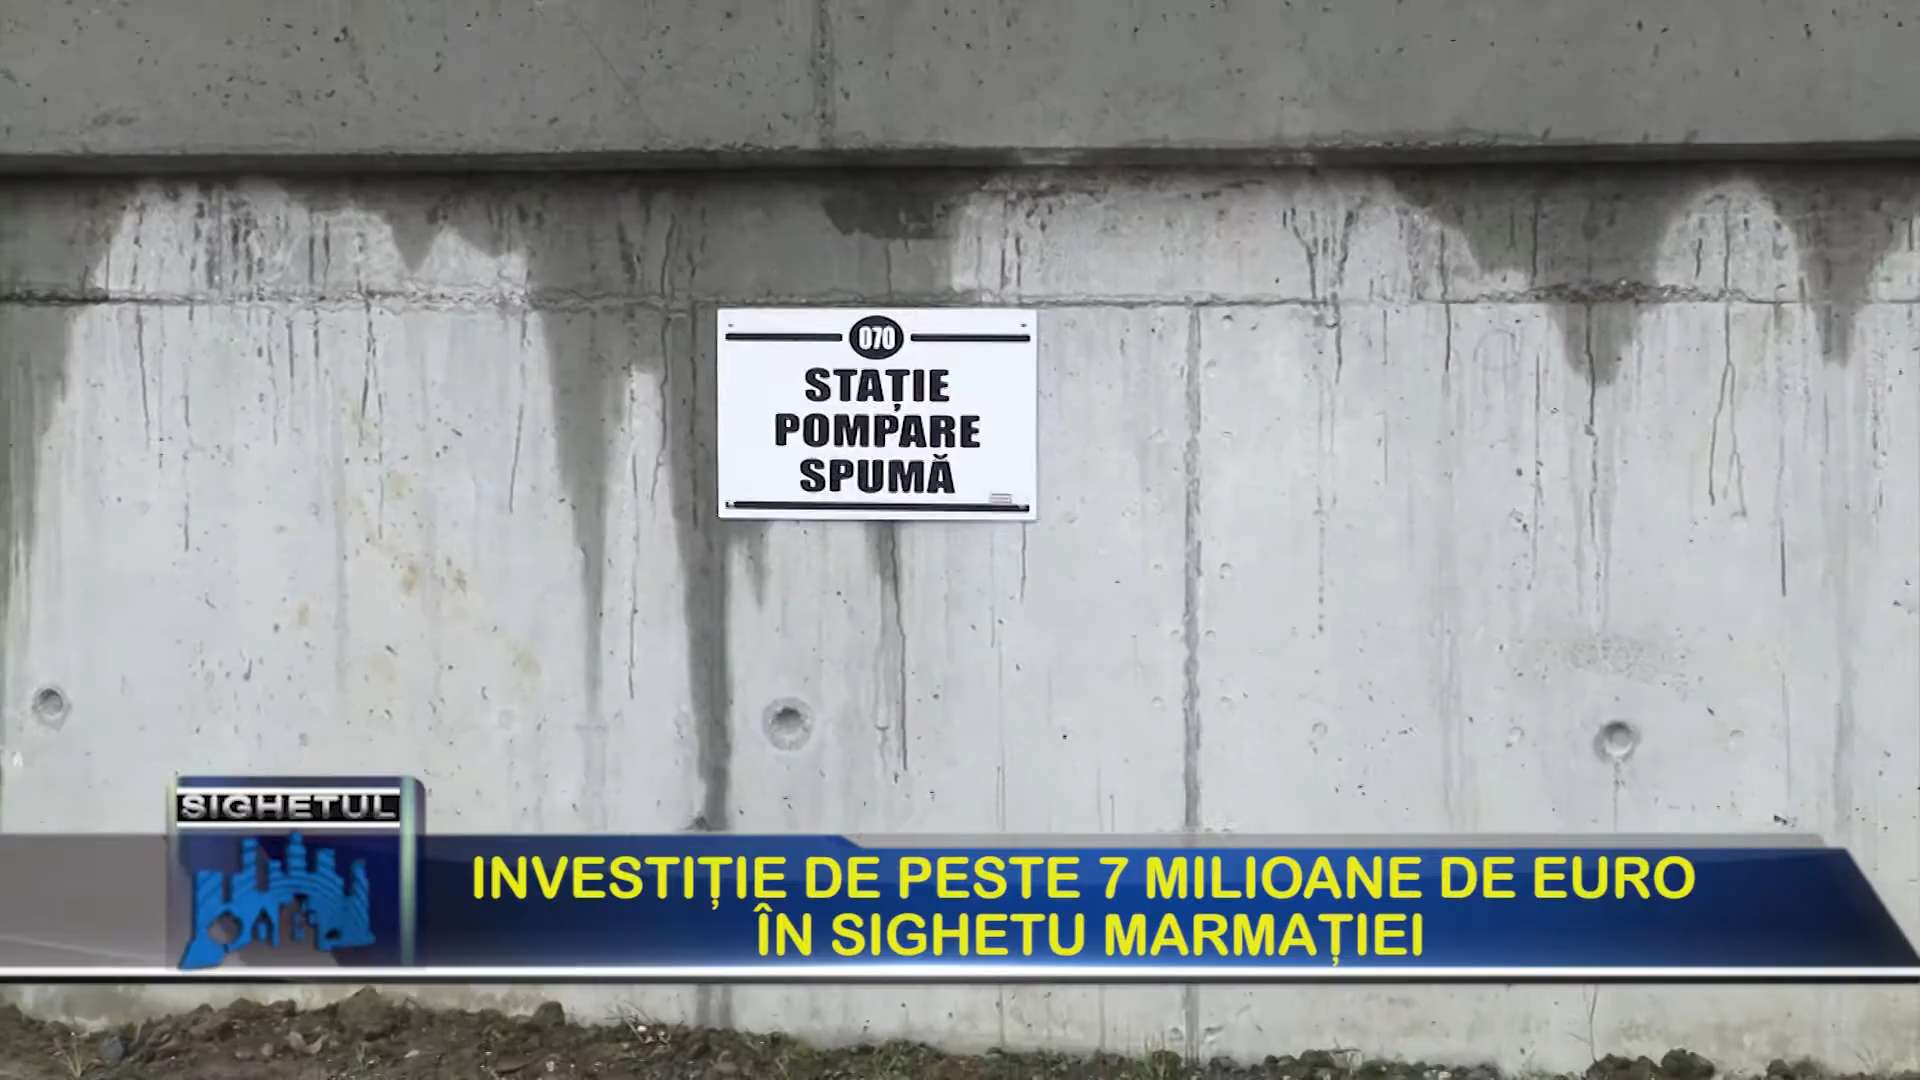 070
STAȚIE
POMPARE
SPUMĂ
SIGHETUL
INVESTIȚIE DE PESTE 7 MILIOANE DE EURO
ÎN SIGHETU MARMAȚIEI